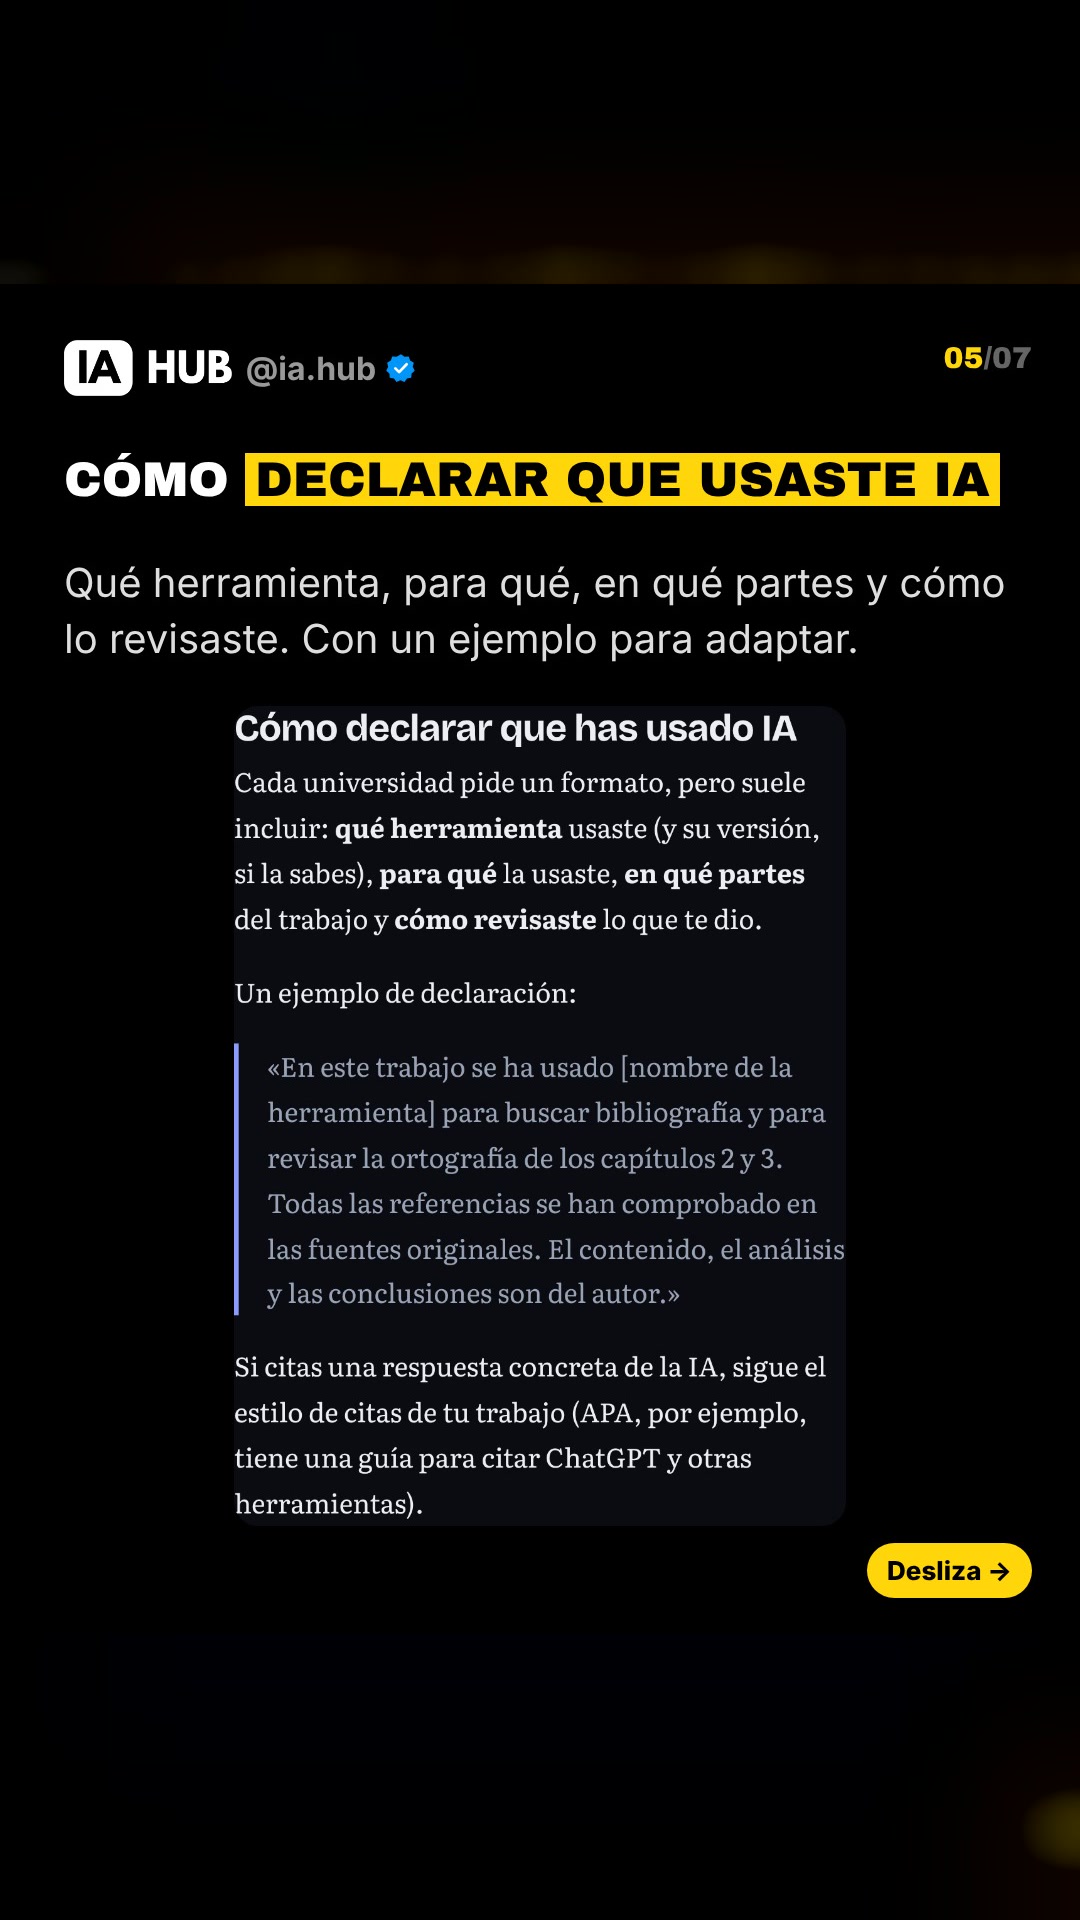 IA HUB @ia.hub
05/07
CÓMO DECLARAR QUE USASTE IA
Qué herramienta, para qué, en qué partes y cómo
lo revisaste. Con un ejemplo para adaptar.
Cómo declarar que has usado IA
Cada universidad pide un formato, pero suele
incluir: qué herramienta usaste (y su versión,
si la sabes), para qué la usaste, en qué partes
del trabajo y cómo revisaste lo que te dio.
Un ejemplo de declaración:
«En este trabajo se ha usado [nombre de la
herramienta] para buscar bibliografía y para
revisar la ortografía de los capítulos 2 y 3.
Todas las referencias se han comprobado en
las fuentes originales. El contenido, el análisis
y las conclusiones son del autor.»
Si citas una respuesta concreta de la IA, sigue el
estilo de citas de tu trabajo (APA, por ejemplo,
tiene una guía para citar ChatGPT y otras
herramientas).
Desliza →